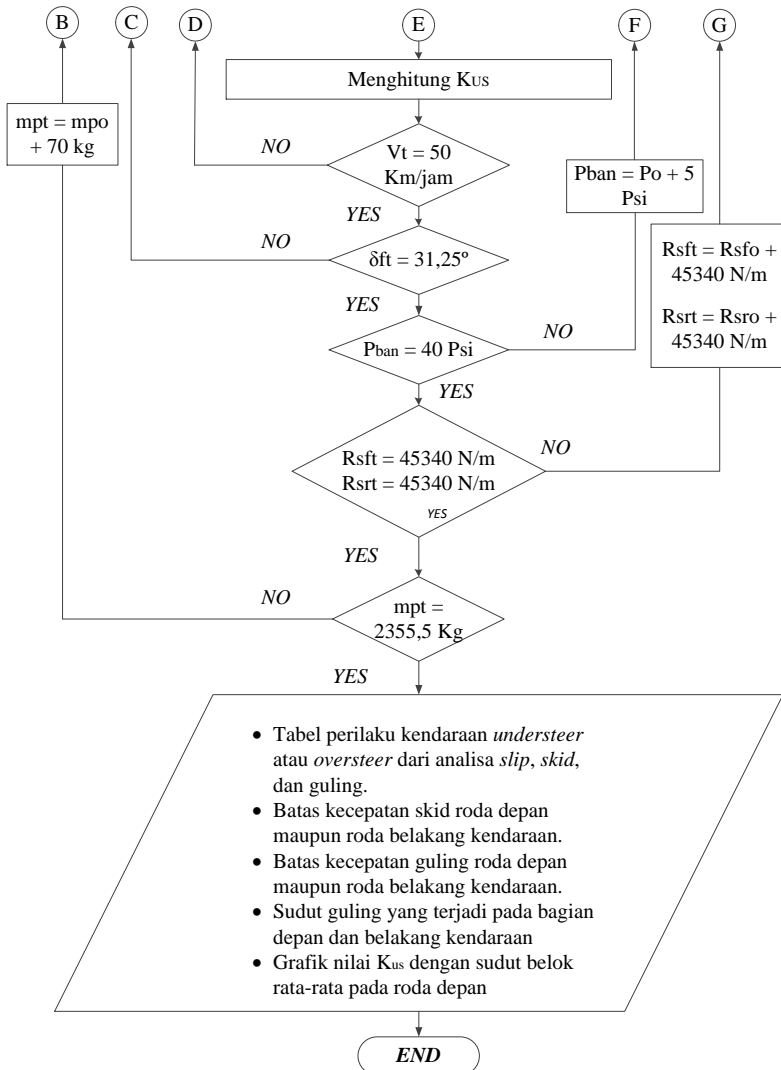 B
C
D
E
F
G
Menghitung Kus
mpt = mpo
+ 70 kg
NO
Vt = 50
Km/jam
Pban = Po + 5
Psi
YES
NO
δft = 31,25º
Rsft = Rsfo +
45340 N/m
Rsrt = Rsro +
45340 N/m
YES
Pban = 40 Psi
NO
YES
Rsft = 45340 N/m
Rsrt = 45340 N/m
YES
NO
YES
NO
mpt =
2355,5 Kg
YES
• Tabel perilaku kendaraan understeer
atau oversteer dari analisa slip, skid,
dan guling.
• Batas kecepatan skid roda depan
maupun roda belakang kendaraan.
• Batas kecepatan guling roda depan
maupun roda belakang kendaraan.
• Sudut guling yang terjadi pada bagian
depan dan belakang kendaraan
• Grafik nilai Kus dengan sudut belok
rata-rata pada roda depan
END